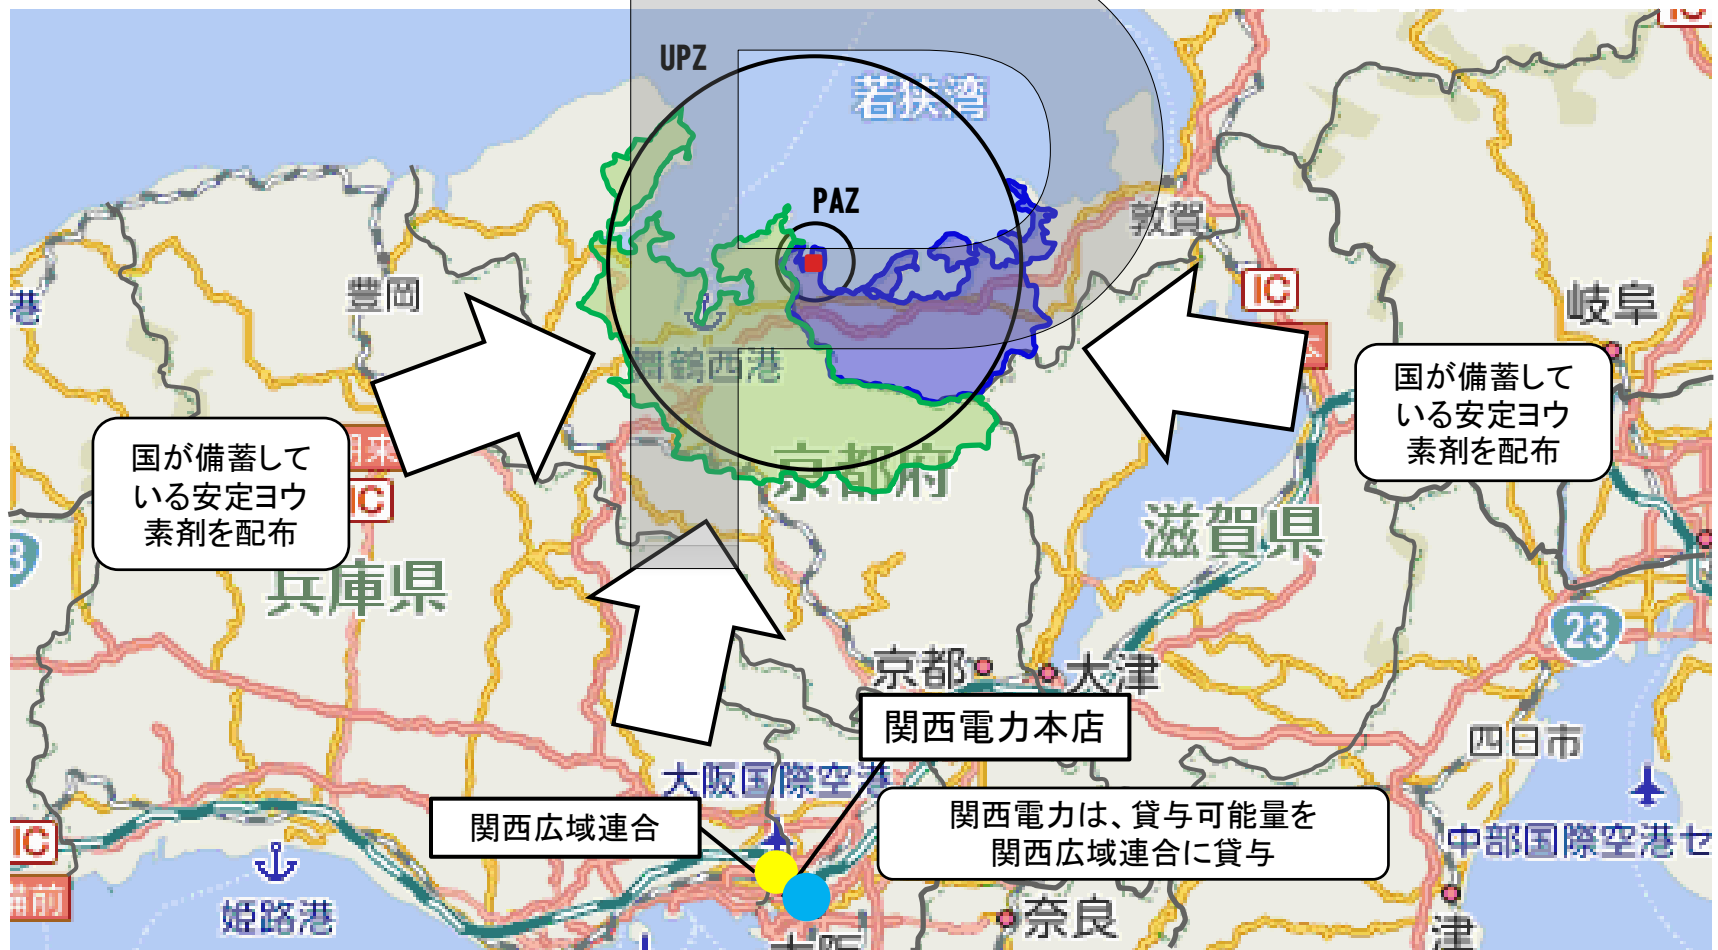 UPZ
若狭湾
PAZ
敦賀
豊岡
港
IC
岐阜
舞鶴西港
国が備蓄して
いる安定ヨウ
素剤を配布
国が備蓄して
いる安定ヨウ
素剤を配布
IC
京都府
滋賀県
兵庫県
23
京都
大津
関西電力本店
四日市
大阪国際空港
関西広域連合
関西電力は、貸与可能量を
関西広域連合に貸与
IC
中部国際空港セ
備前
姫路港
奈良
津
大阪